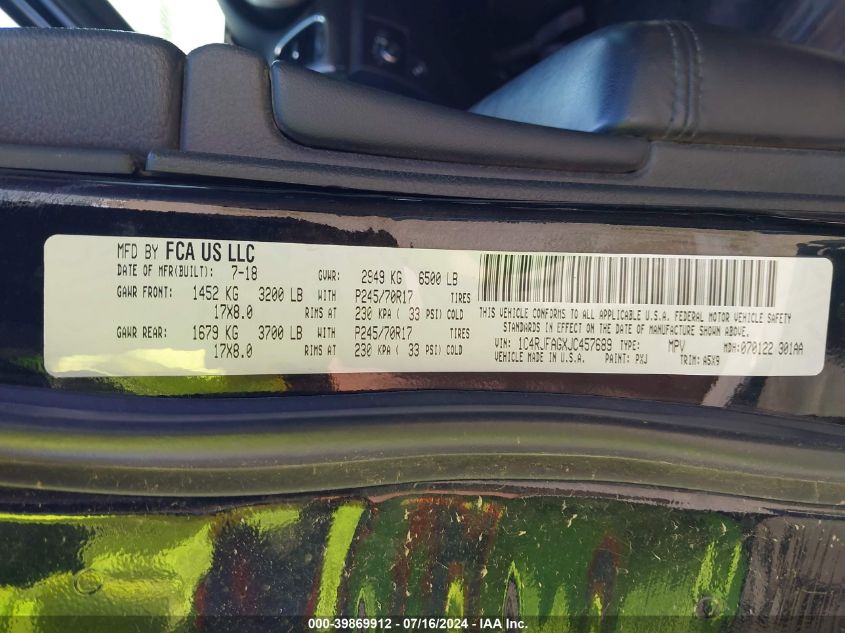 MFD BY FCA US LLC
DATE OF MFR(BUILT): 7-18 GVWR: 2949 KG 6500 LB
GAWR FRONT: 1452 KG 3200 LB WITH P245/70R17 TIRES
17X8.0 RIMS AT 230 KPA ( 33 PSI) COLD
GAWR REAR: 1679 KG 3700 LB WITH P245/70R17 TIRES
17X8.0 RIMS AT 230 KPA ( 33 PSI) COLD
THIS VEHICLE CONFORMS TO ALL APPLICABLE U.S.A. FEDERAL MOTOR VEHICLE SAFETY
STANDARDS IN EFFECT ON THE DATE OF MANUFACTURE SHOWN ABOVE.
VIN: 1C4RJFAGXJC457689 TYPE: MPV MDH:070122 301AA
VEHICLE MADE IN U.S.A. PAINT: PXJ TRIM: A5X9
000-39869912 - 07/16/2024 - IAA Inc.